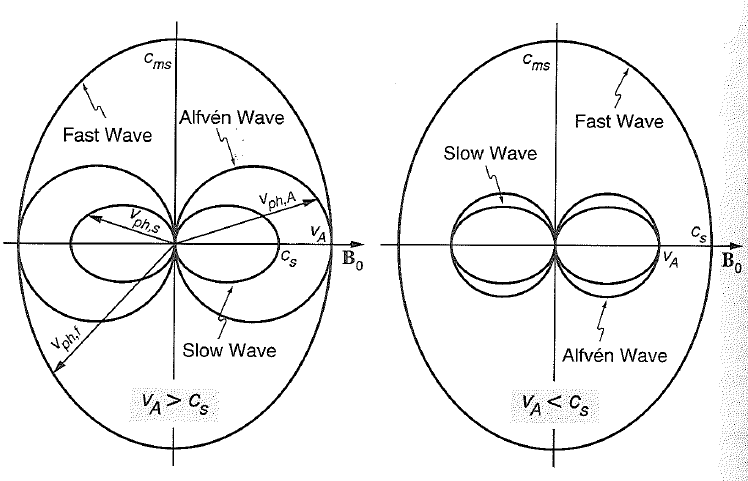 c_ms
Fast Wave
Alfvén Wave
v_ph,A
v_ph,s
v_A
c_s
B_0
v_ph,f
Slow Wave
v_A > c_s
c_ms
Fast Wave
Slow Wave
c_s
v_A
B_0
Alfvén Wave
v_A < c_s